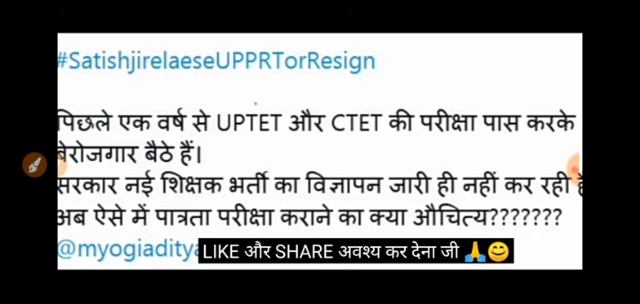 #SatishjirelaeseUPPRTorResign
पिछले एक वर्ष से UPTET और CTET की परीक्षा पास करके
बेरोजगार बैठे हैं।
सरकार नई शिक्षक भर्ती का विज्ञापन जारी ही नहीं कर रही है
अब ऐसे में पात्रता परीक्षा कराने का क्या औचित्य???????
@myogiaditya
LIKE और SHARE अवश्य कर देना जी 🙏😊